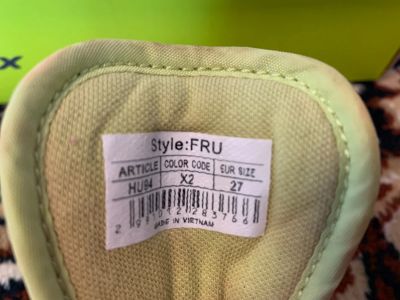 X
Style:FRU
ARTICLE COLOR CODE EUR SIZE
HU94 X2 27
MADE IN VIETNAM